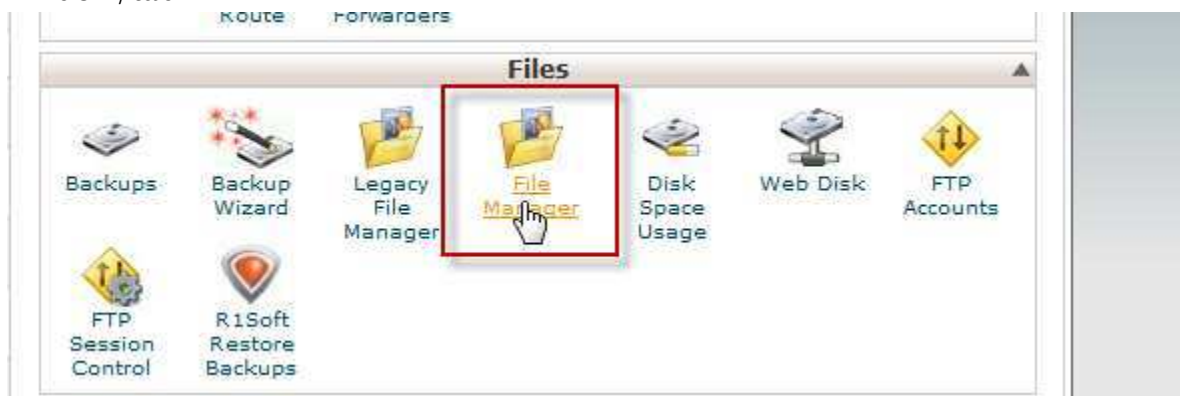 Route Forwarders
Files
Backups
Backup
Wizard
Legacy
File
Manager
File
Manager
Disk
Space
Usage
Web Disk
FTP
Accounts
FTP
Session
Control
R1Soft
Restore
Backups